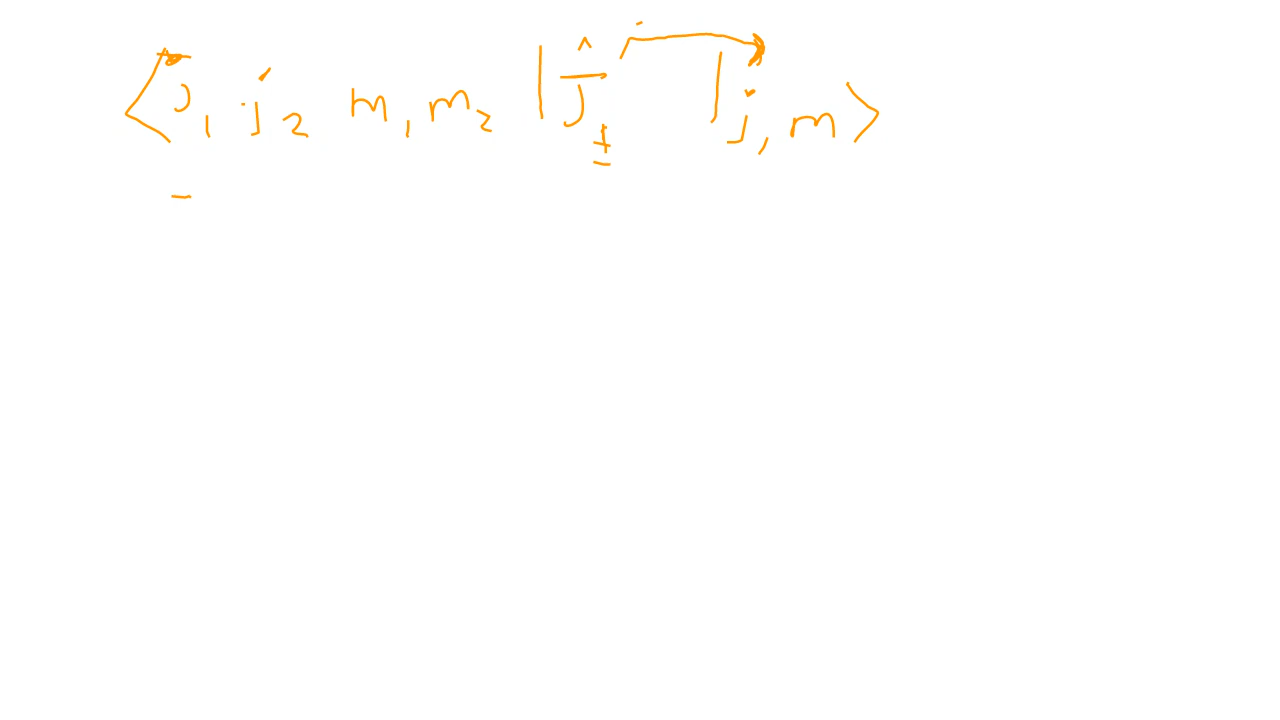 ⟨j₁ j₂ m₁ m₂ | Ĵ± | j, m⟩